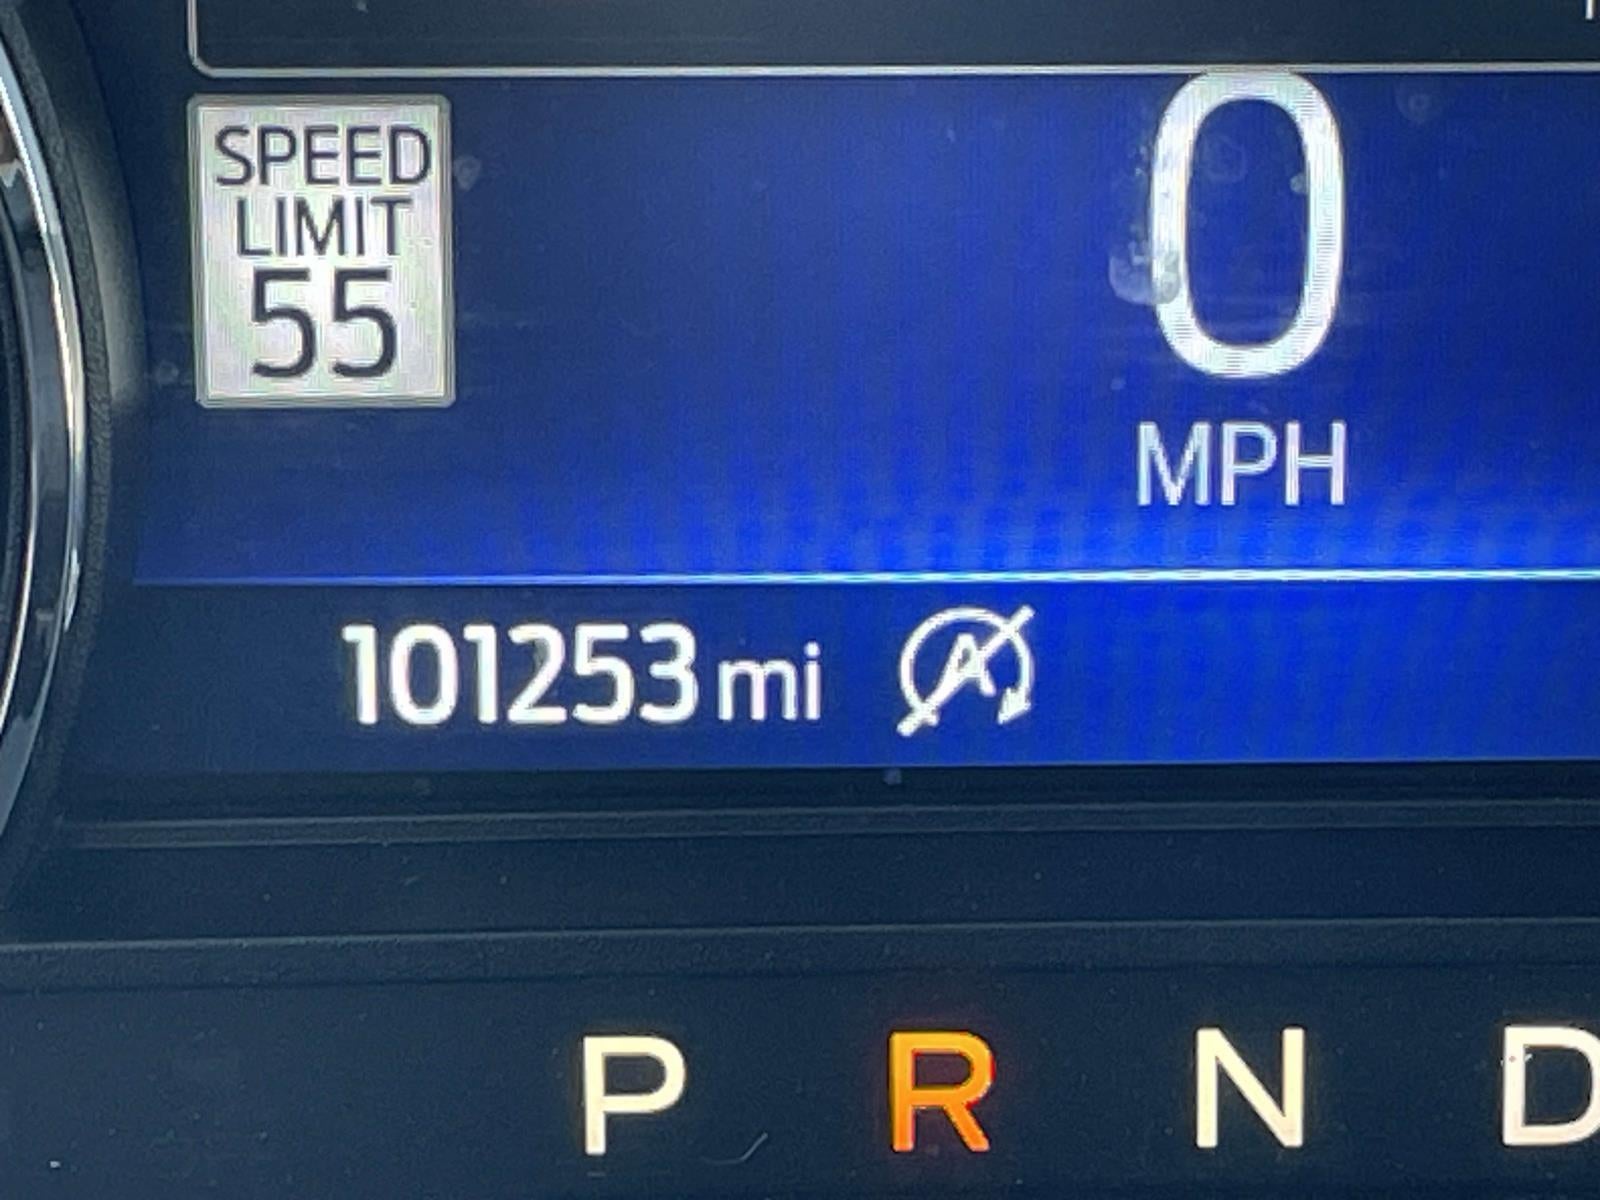 SPEED
LIMIT
55
0
MPH
101253 mi
P R N D